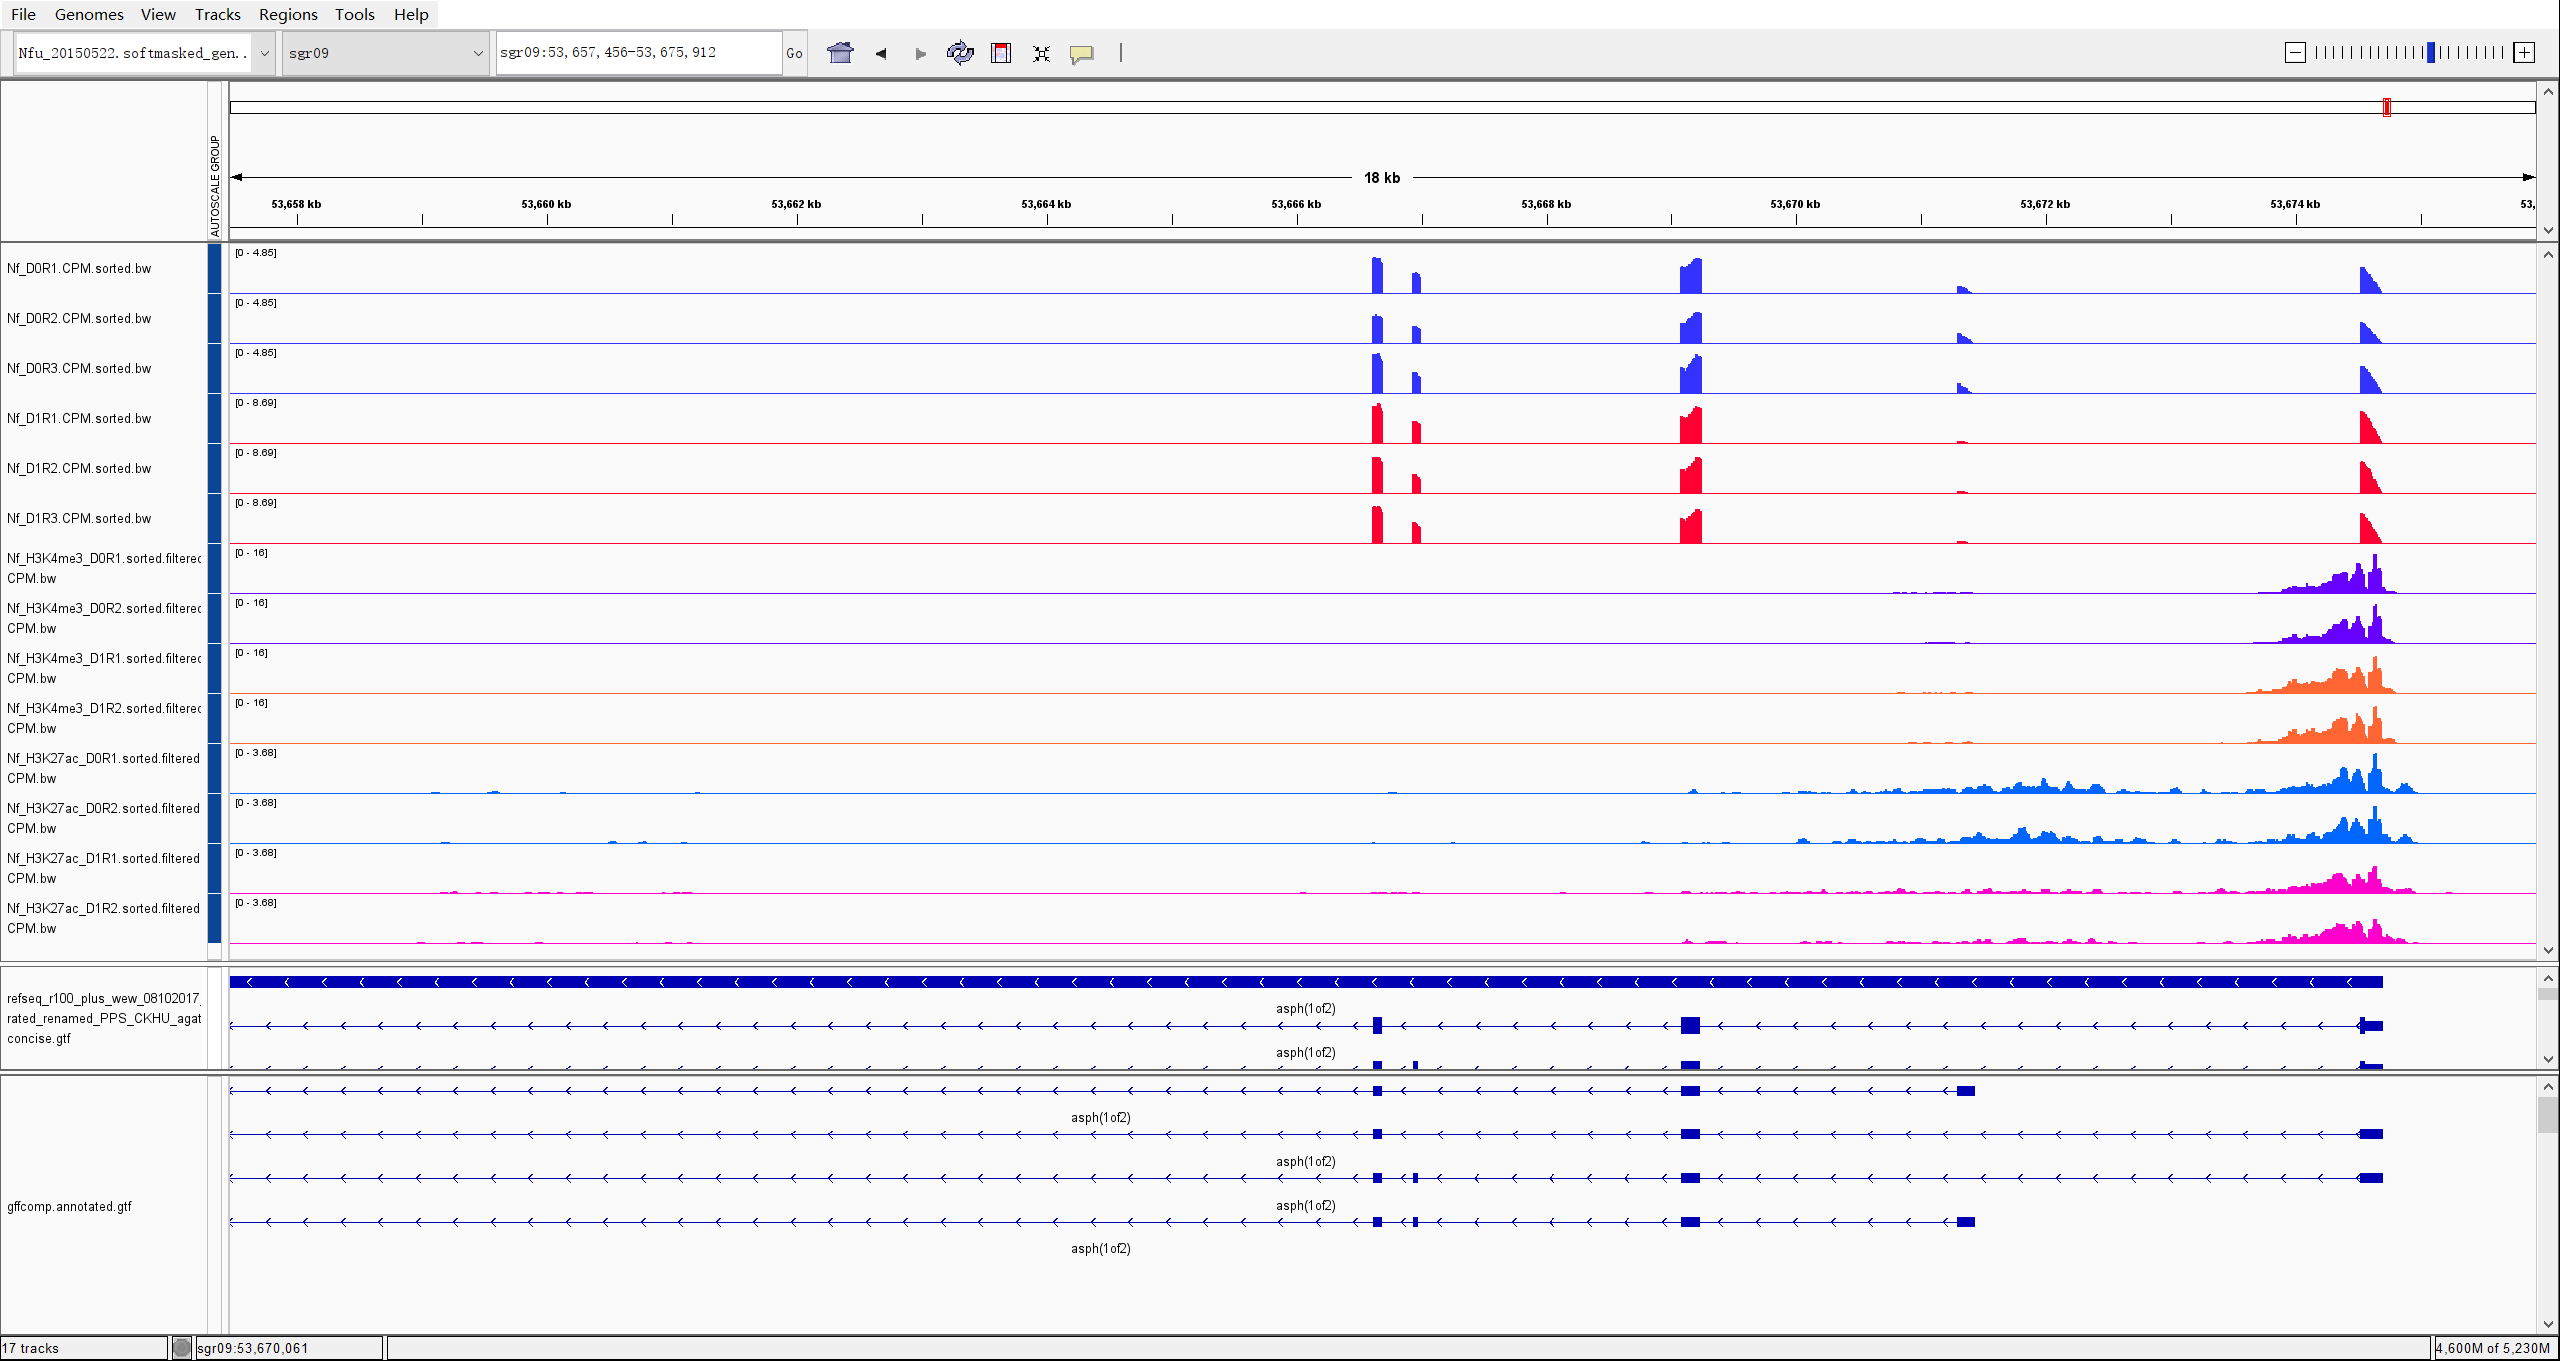 File Genomes View Tracks Regions Tools Help
Nfu_20150522.softmasked_gen.. sgr09 sgr09:53,657,456-53,675,912 Go
AUTOSCALE GROUP
18 kb
53,658 kb 53,660 kb 53,662 kb 53,664 kb 53,666 kb 53,668 kb 53,670 kb 53,672 kb 53,674 kb 53,
Nf_D0R1.CPM.sorted.bw [0 - 4.85]
Nf_D0R2.CPM.sorted.bw [0 - 4.85]
Nf_D0R3.CPM.sorted.bw [0 - 4.85]
Nf_D1R1.CPM.sorted.bw [0 - 8.69]
Nf_D1R2.CPM.sorted.bw [0 - 8.69]
Nf_D1R3.CPM.sorted.bw [0 - 8.69]
Nf_H3K4me3_D0R1.sorted.filtered [0 - 16]
CPM.bw
Nf_H3K4me3_D0R2.sorted.filtered [0 - 16]
CPM.bw
Nf_H3K4me3_D1R1.sorted.filtered [0 - 16]
CPM.bw
Nf_H3K4me3_D1R2.sorted.filtered [0 - 16]
CPM.bw
Nf_H3K27ac_D0R1.sorted.filtered [0 - 3.68]
CPM.bw
Nf_H3K27ac_D0R2.sorted.filtered [0 - 3.68]
CPM.bw
Nf_H3K27ac_D1R1.sorted.filtered [0 - 3.68]
CPM.bw
Nf_H3K27ac_D1R2.sorted.filtered [0 - 3.68]
CPM.bw
refseq_r100_plus_wew_08102017_
rated_renamed_PPS_CKHU_agat
concise.gtf
asph(1of2)
asph(1of2)
gffcomp.annotated.gtf
asph(1of2)
asph(1of2)
asph(1of2)
asph(1of2)
17 tracks sgr09:53,670,061 4,600M of 5,230M